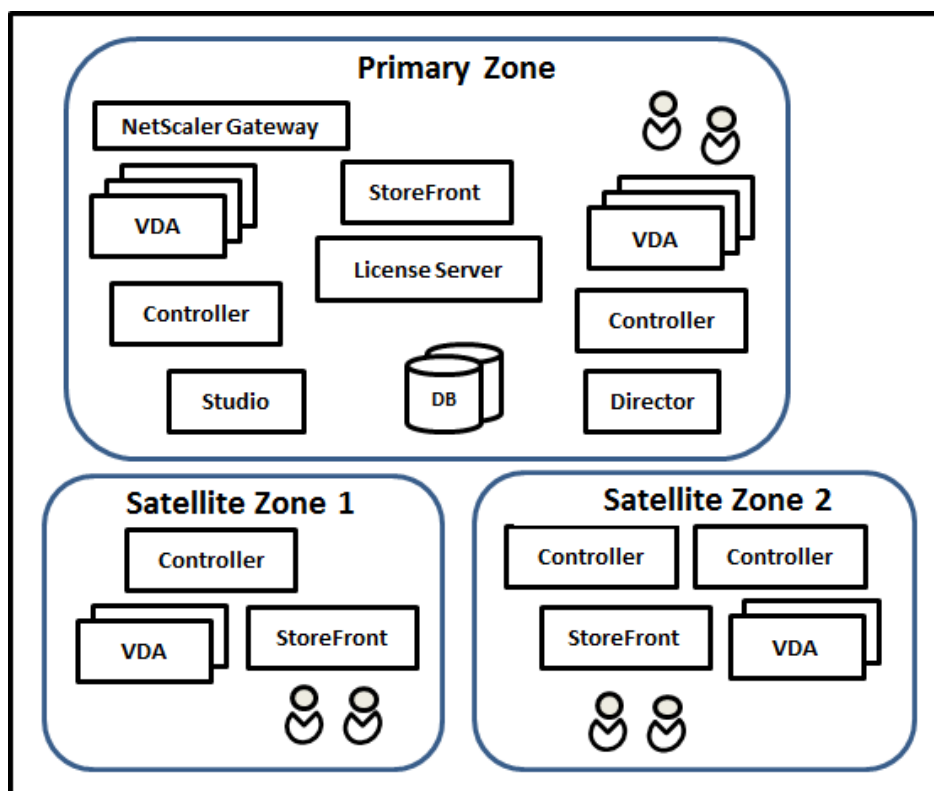 Primary Zone
NetScaler Gateway
StoreFront
VDA
VDA
License Server
Controller
Controller
Studio
DB
Director
Satellite Zone 1
Controller
VDA
StoreFront
Satellite Zone 2
Controller
Controller
StoreFront
VDA